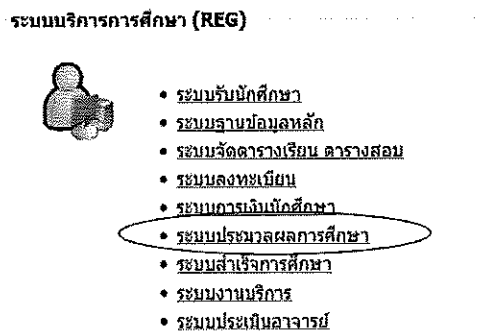 ระบบบริการการศึกษา (REG)
• ระบบรับนักศึกษา
• ระบบฐานข้อมูลหลัก
• ระบบจัดตารางเรียน ตารางสอบ
• ระบบลงทะเบียน
• ระบบการเงินนักศึกษา
• ระบบประมวลผลการศึกษา
• ระบบสำเร็จการศึกษา
• ระบบงานบริการ
• ระบบประเมินอาจารย์